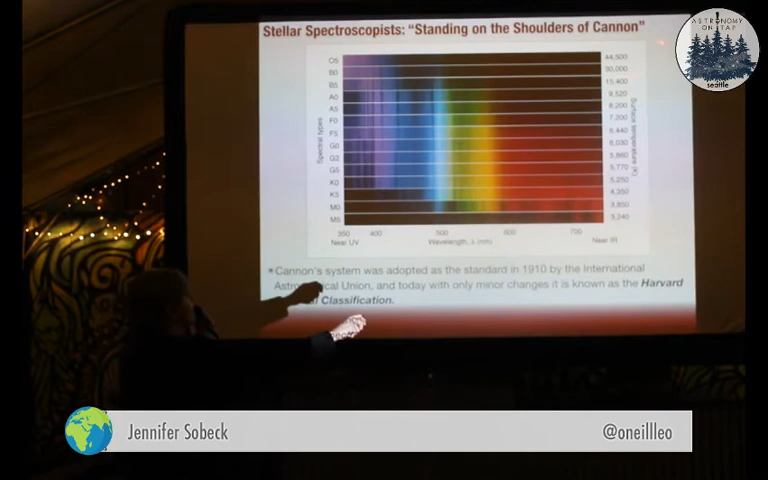 Stellar Spectroscopists: "Standing on the Shoulders of Cannon"
ASTRONOMY
ON TAP
seattle
O5
B0
B5
A0
A5
F0
F5
G0
G2
G5
K0
K5
M0
M5
Spectral types
44,500
30,000
15,400
9,520
8,200
7,200
6,440
6,030
5,860
5,770
5,250
4,350
3,850
3,240
Surface temperature (K)
350 400 500 600 700
Near UV Wavelength, λ (nm) Near IR
* Cannon's system was adopted as the standard in 1910 by the International
cal Union, and today with only minor changes it is known as the Harvard
Classification.
Jennifer Sobeck @oneillleo